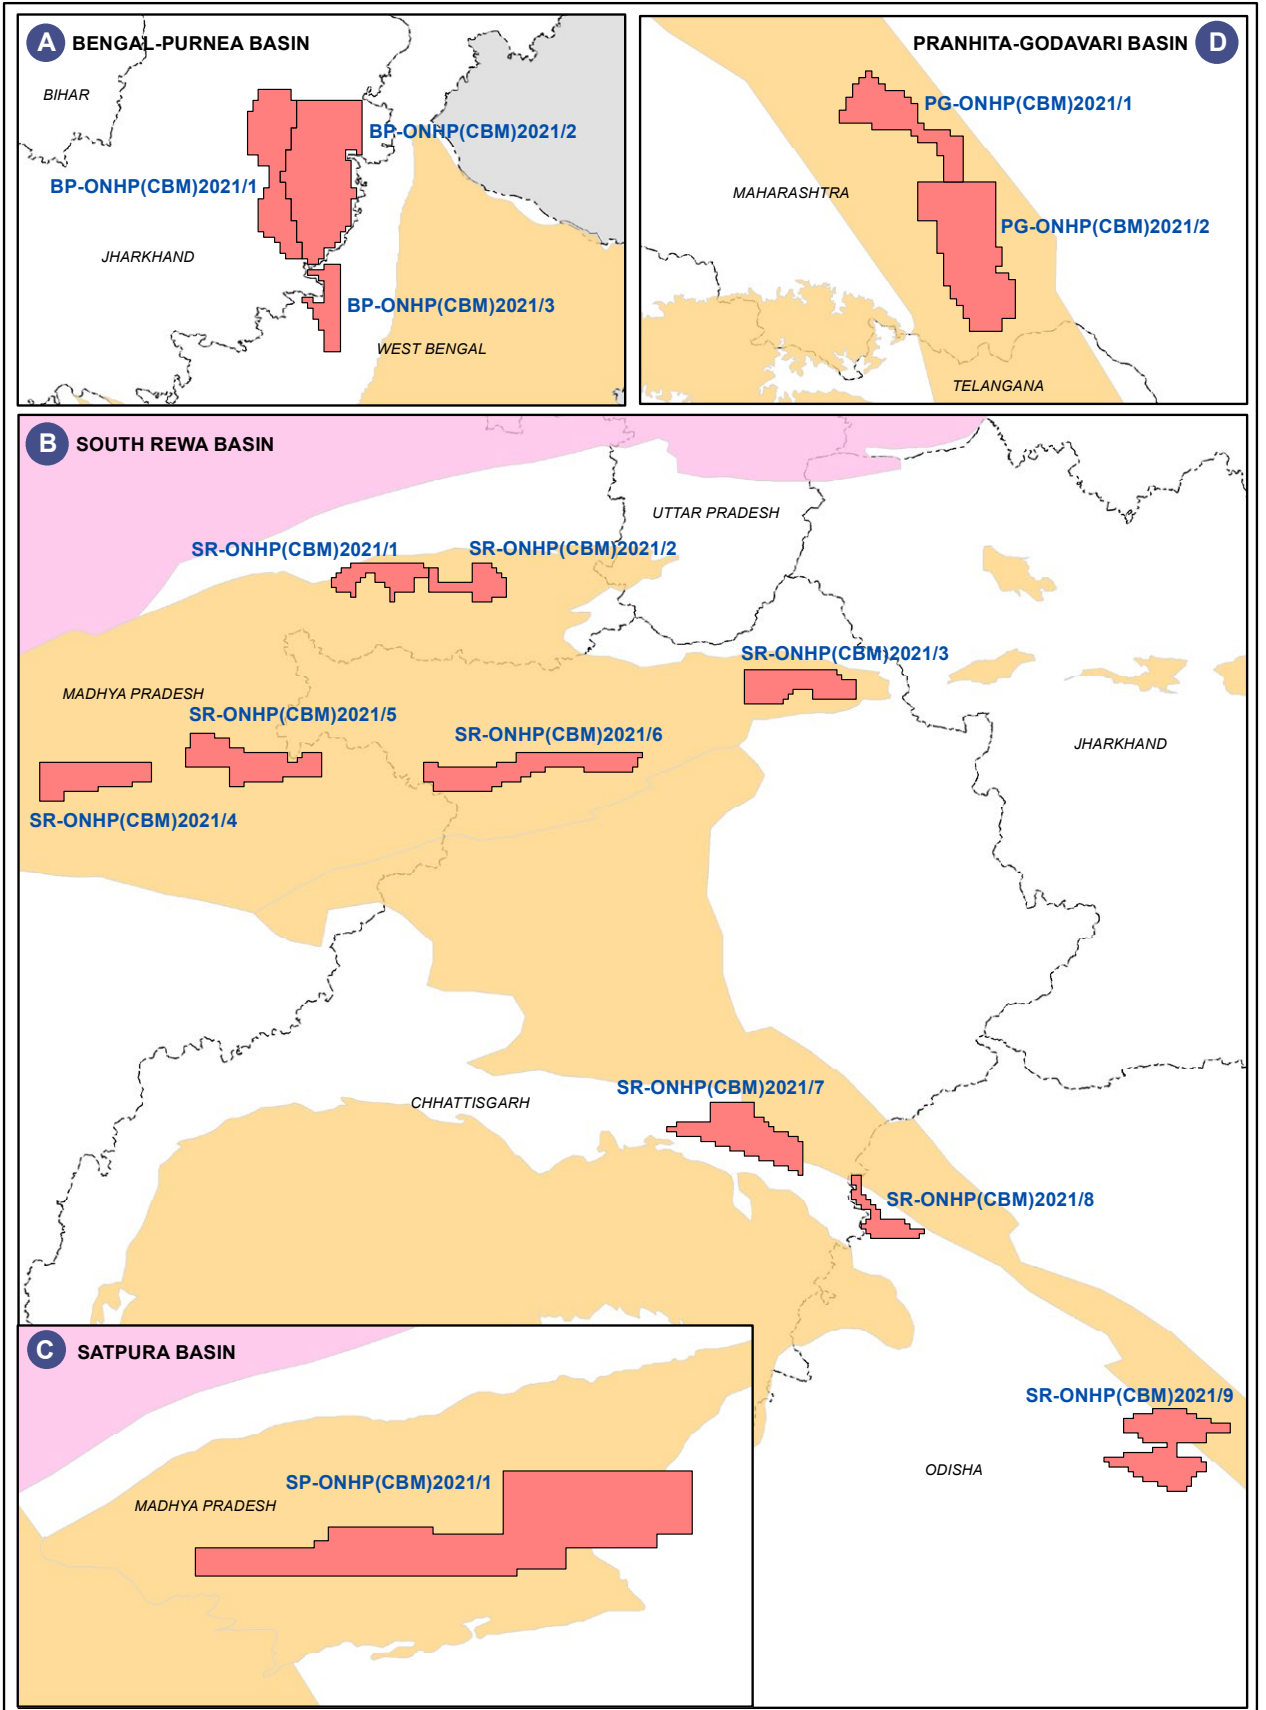 A BENGAL-PURNEA BASIN
BIHAR
BP-ONHP(CBM)2021/2
BP-ONHP(CBM)2021/1
JHARKHAND
BP-ONHP(CBM)2021/3
WEST BENGAL
PRANHITA-GODAVARI BASIN D
PG-ONHP(CBM)2021/1
MAHARASHTRA
PG-ONHP(CBM)2021/2
TELANGANA
B SOUTH REWA BASIN
UTTAR PRADESH
SR-ONHP(CBM)2021/1
SR-ONHP(CBM)2021/2
SR-ONHP(CBM)2021/3
MADHYA PRADESH
SR-ONHP(CBM)2021/5
SR-ONHP(CBM)2021/6
JHARKHAND
SR-ONHP(CBM)2021/4
SR-ONHP(CBM)2021/7
CHHATTISGARH
SR-ONHP(CBM)2021/8
SR-ONHP(CBM)2021/9
ODISHA
C SATPURA BASIN
SP-ONHP(CBM)2021/1
MADHYA PRADESH